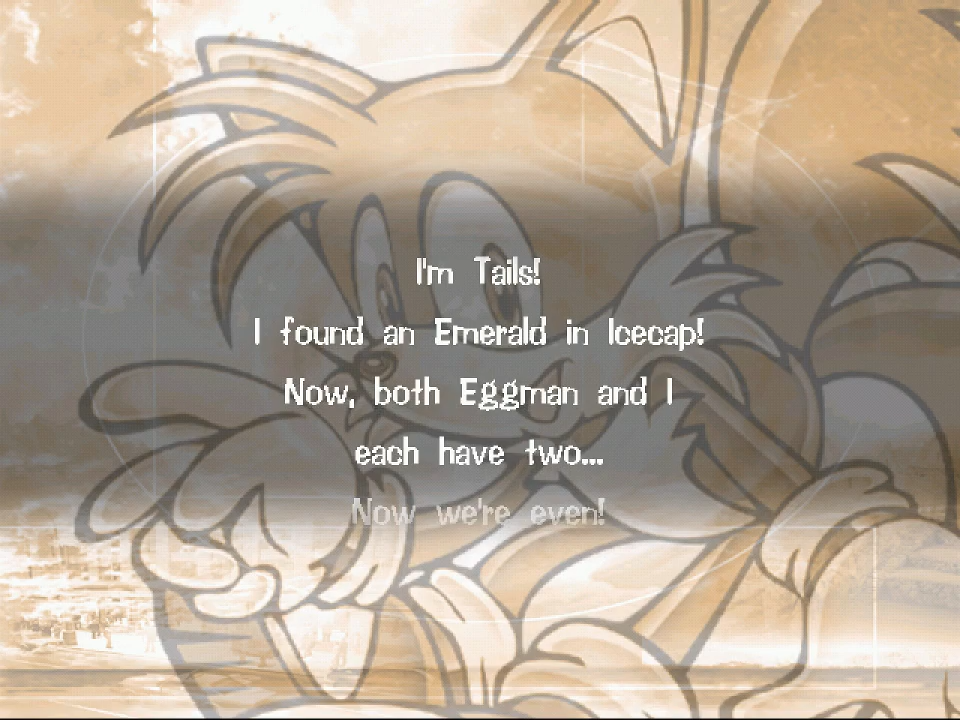 I'm Tails!
I found an Emerald in Icecap!
Now, both Eggman and I
each have two...
Now we're even!